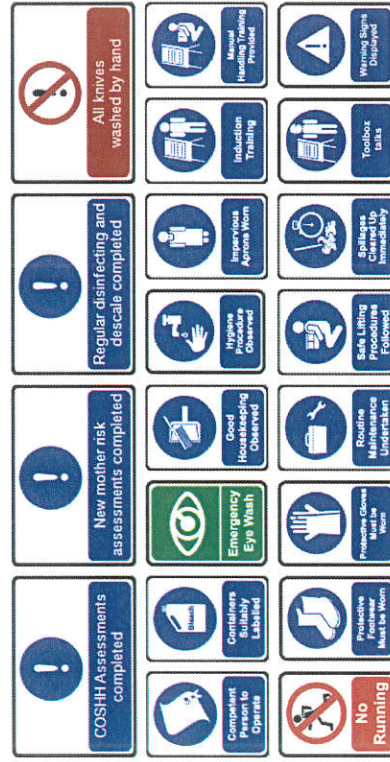 COSHH Assessments
completed
New mother risk
assessments completed
Regular disinfecting and
descale completed
All knives
washed by hand
Competent
Person to
Operate
Bleach
Containers
Suitably
Labelled
Emergency
Eye Wash
Good
Housekeeping
Observed
Hygiene
Procedure
Observed
Impervious
Aprons Worn
Induction
Training
Manual
Handling Training
Provided
No
Running
Protective
Footwear
Must be Worn
Protective Gloves
Must be
Worn
Routine
Maintenance
Undertaken
Safe Lifting
Procedures
Followed
Spillages
Cleared Up
Immediately
Toolbox
talks
Warning Signs
Displayed